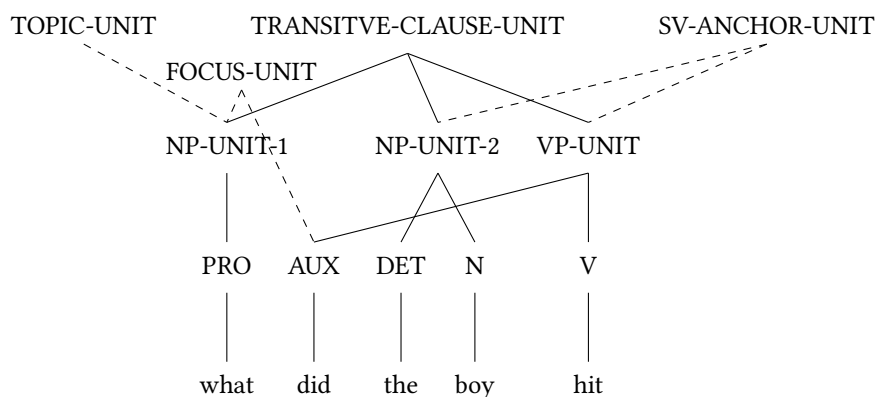 TOPIC-UNIT TRANSITVE-CLAUSE-UNIT SV-ANCHOR-UNIT
FOCUS-UNIT
NP-UNIT-1 NP-UNIT-2 VP-UNIT
PRO AUX DET N V
what did the boy hit